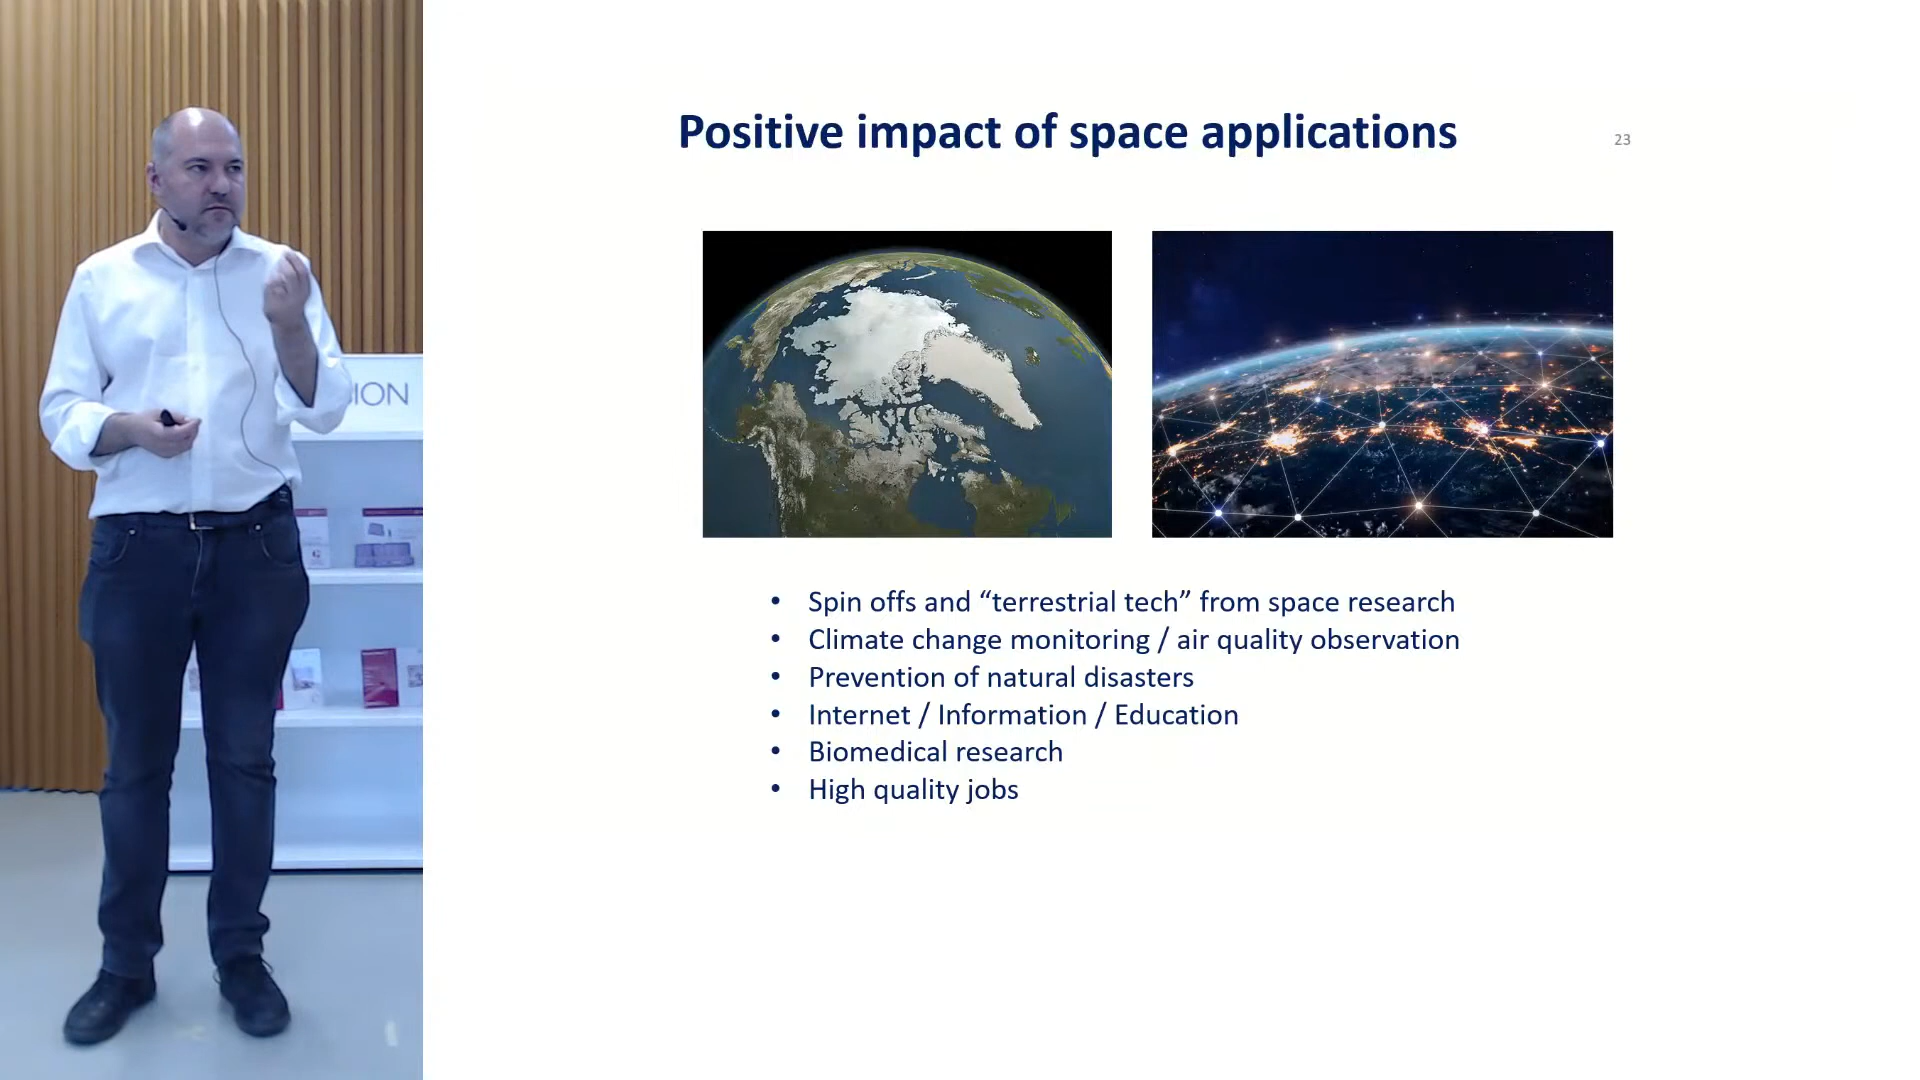 Positive impact of space applications
23
ION
• Spin offs and “terrestrial tech” from space research
• Climate change monitoring / air quality observation
• Prevention of natural disasters
• Internet / Information / Education
• Biomedical research
• High quality jobs